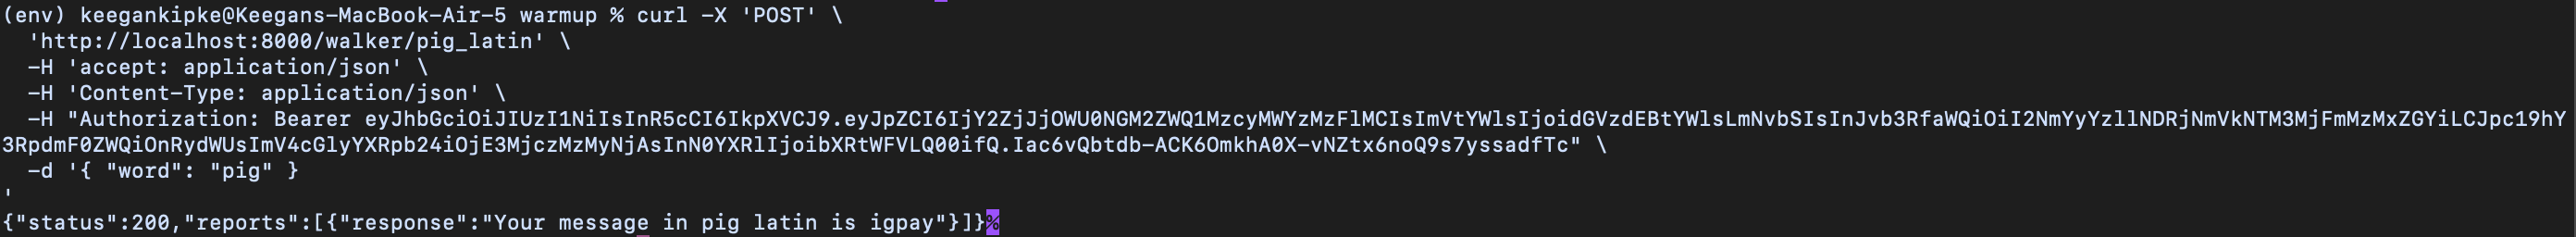 (env) keegankipke@Keegans-MacBook-Air-5 warmup % curl -X 'POST' \
  'http://localhost:8000/walker/pig_latin' \
  -H 'accept: application/json' \
  -H 'Content-Type: application/json' \
  -H "Authorization: Bearer eyJhbGciOiJIUzI1NiIsInR5cCI6IkpXVCJ9.eyJpZCI6IjY2ZjJjOWU0NGM2ZWQ1MzcyMWYzMzFlMCIsImVtYWlsIjoidGVzdEBtYWlsLmNvbSIsInJvb3RfaWQiOiI2NmYyYzllNDRjNmVkNTM3MjFmMzMxZGYiLCJpc19hY
3RpdmF0ZWQiOnRydWUsImV4cGlyYXRpb24iOjE3MjczMzMyNjAsInN0YXRlIjoibXRtWFVLQ00ifQ.Iac6vQbtdb-ACK6OmkhA0X-vNZtx6noQ9s7yssadfTc" \
  -d '{ "word": "pig" }
'
{"status":200,"reports":[{"response":"Your message in pig latin is igpay"}]}%